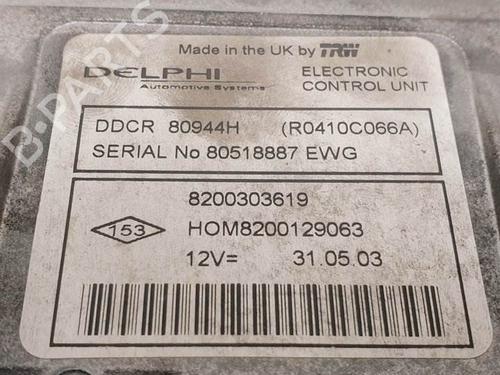 Made in the UK by TRW
DELPHI
Automotive Systems
ELECTRONIC
CONTROL UNIT
DDCR 80944H (R0410C066A)
SERIAL No 80518887 EWG
8200303619
153
HOM8200129063
12V= 31.05.03
B-PARTS